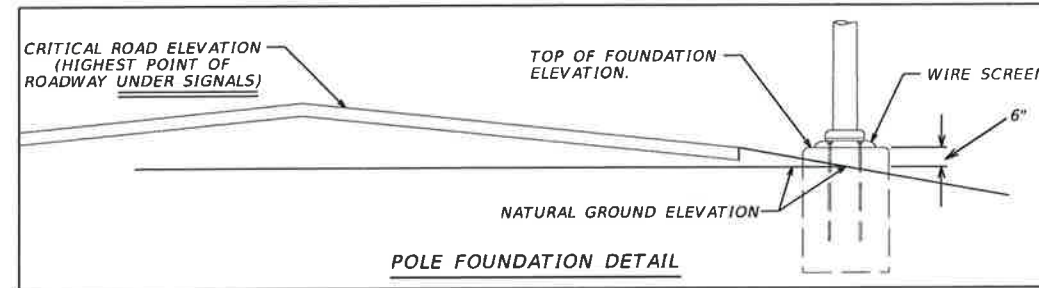 CRITICAL ROAD ELEVATION
(HIGHEST POINT OF
ROADWAY UNDER SIGNALS)
TOP OF FOUNDATION
ELEVATION.
WIRE SCREEN
6"
NATURAL GROUND ELEVATION
POLE FOUNDATION DETAIL